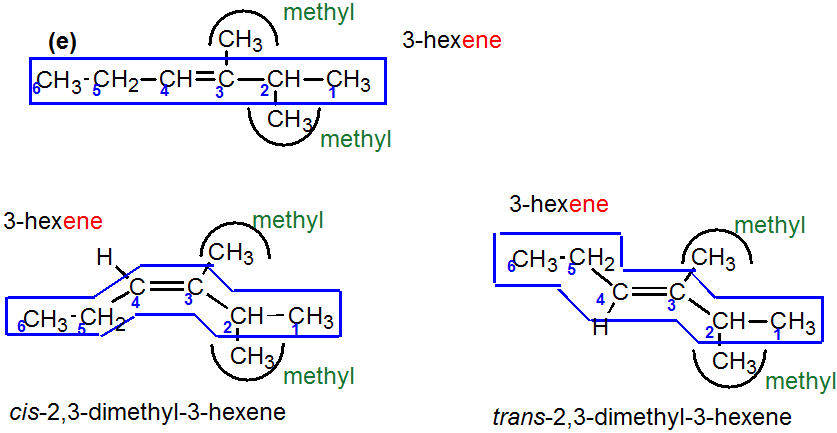 methyl
(e) CH3 3-hexene
CH3-CH2-CH=C-CH-CH3
6 5 4 3 2 1
CH3
methyl
3-hexene
methyl
H CH3
C=C
4 3
CH3-CH2 CH-CH3
6 5 2 1
CH3
methyl
cis-2,3-dimethyl-3-hexene
3-hexene
methyl
CH3-CH2 CH3
6 5
C=C
4 3
H CH-CH3
2 1
CH3
methyl
trans-2,3-dimethyl-3-hexene